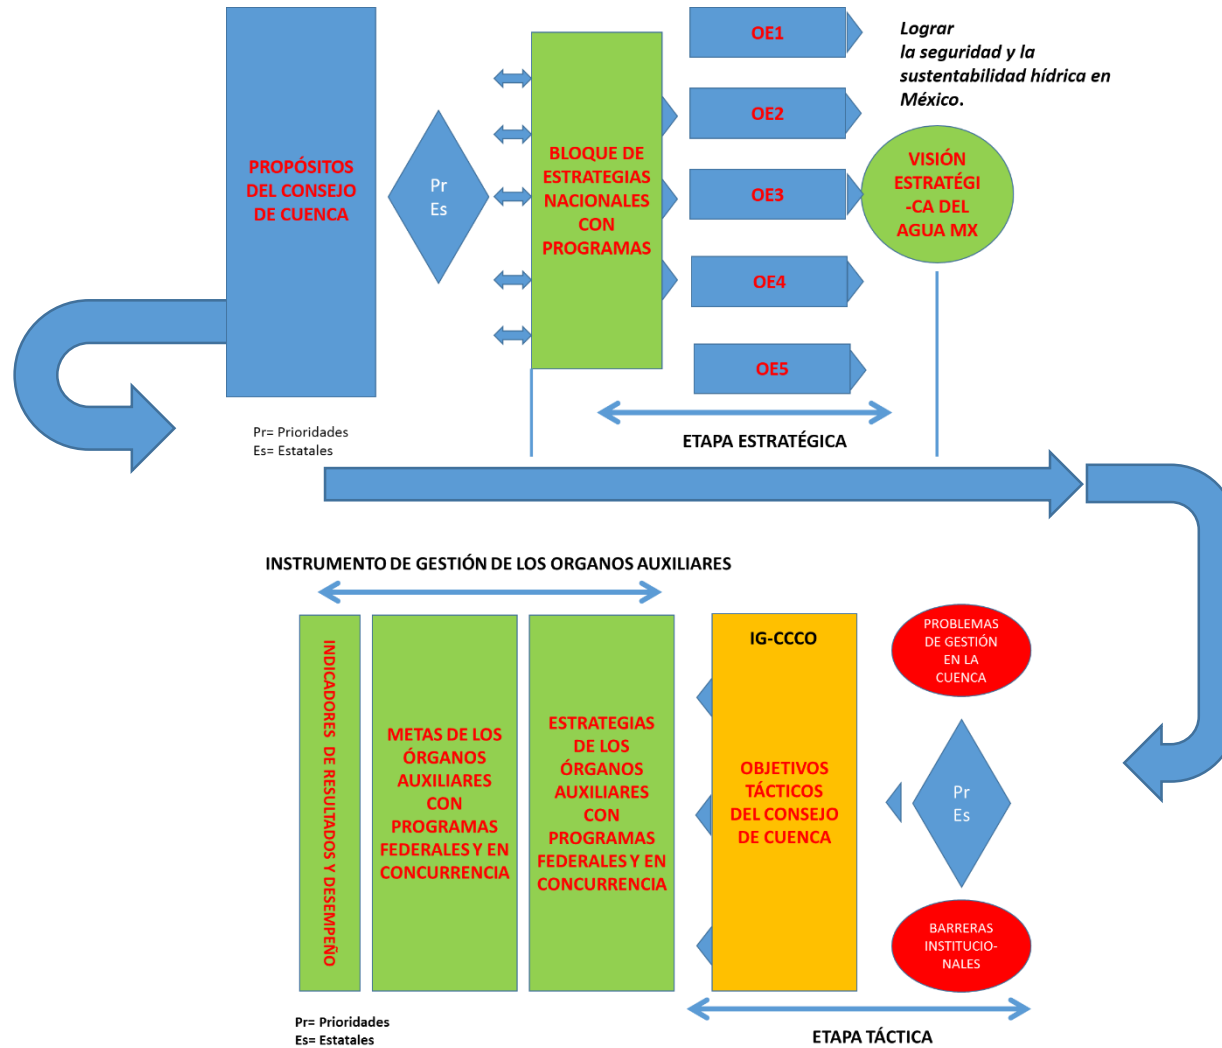 PROPÓSITOS
DEL CONSEJO
DE CUENCA
Pr
Es
BLOQUE DE
ESTRATEGIAS
NACIONALES
CON
PROGRAMAS
OE1
OE2
OE3
OE4
OE5
Lograr
la seguridad y la
sustentabilidad hídrica en
México.
VISIÓN
ESTRATÉGI
-CA DEL
AGUA MX
Pr= Prioridades
Es= Estatales
ETAPA ESTRATÉGICA
INSTRUMENTO DE GESTIÓN DE LOS ORGANOS AUXILIARES
INDICADORES DE RESULTADOS Y DESEMPEÑO
METAS DE LOS
ÓRGANOS
AUXILIARES
CON
PROGRAMAS
FEDERALES Y EN
CONCURRENCIA
ESTRATEGIAS
DE LOS
ÓRGANOS
AUXILIARES
CON
PROGRAMAS
FEDERALES Y EN
CONCURRENCIA
IG-CCCO
OBJETIVOS
TÁCTICOS
DEL CONSEJO
DE CUENCA
PROBLEMAS
DE GESTIÓN
EN LA
CUENCA
Pr
Es
BARRERAS
INSTITUCIO-
NALES
Pr= Prioridades
Es= Estatales
ETAPA TÁCTICA